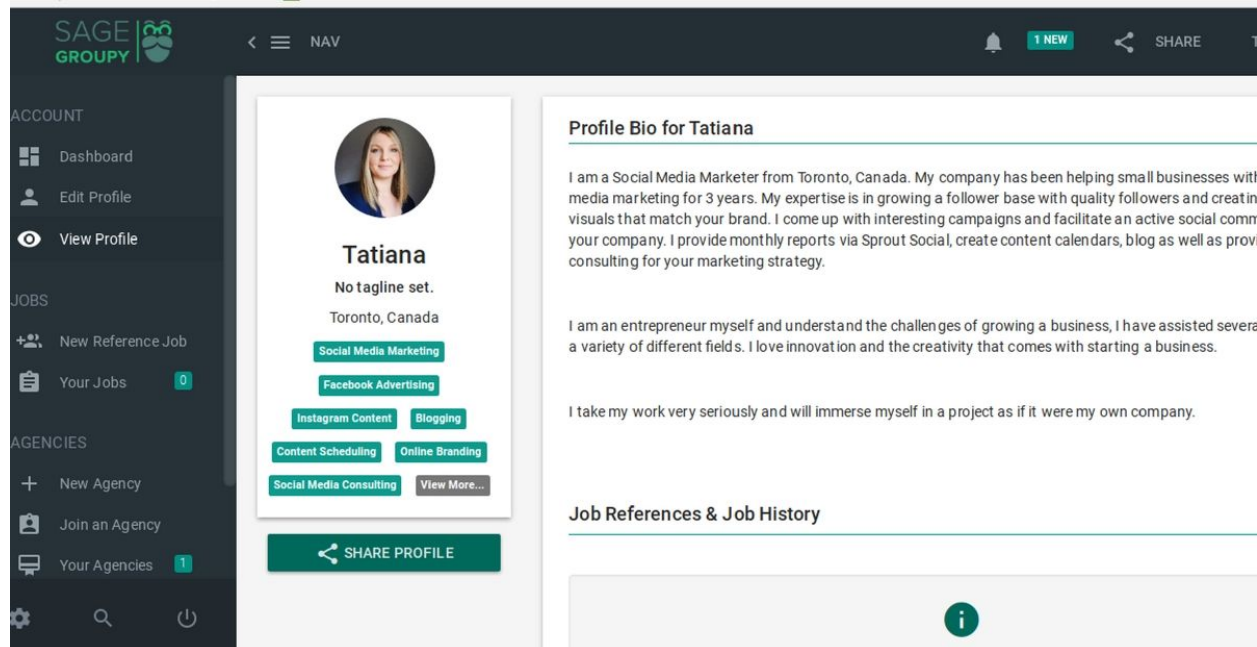 SAGE
GROUPY
NAV
1 NEW
SHARE
ACCOUNT
Dashboard
Edit Profile
View Profile
JOBS
New Reference Job
Your Jobs 0
AGENCIES
New Agency
Join an Agency
Your Agencies 1
Tatiana
No tagline set.
Toronto, Canada
Social Media Marketing
Facebook Advertising
Instagram Content Blogging
Content Scheduling Online Branding
Social Media Consulting View More...
SHARE PROFILE
Profile Bio for Tatiana
I am a Social Media Marketer from Toronto, Canada. My company has been helping small businesses with
media marketing for 3 years. My expertise is in growing a follower base with quality followers and creatin
visuals that match your brand. I come up with interesting campaigns and facilitate an active social comm
your company. I provide monthly reports via Sprout Social, create content calendars, blog as well as provi
consulting for your marketing strategy.
I am an entrepreneur myself and understand the challenges of growing a business, I have assisted severa
a variety of different fields. I love innovation and the creativity that comes with starting a business.
I take my work very seriously and will immerse myself in a project as if it were my own company.
Job References & Job History